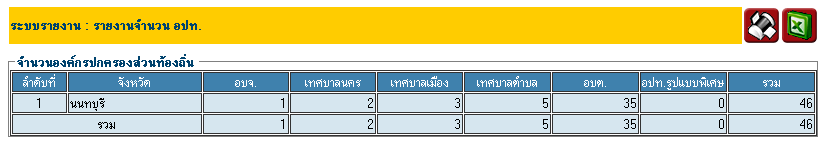 ระบบรายงาน : รายงานจำนวน อปท.
จำนวนองค์กรปกครองส่วนท้องถิ่น
ลำดับที่ จังหวัด อบจ. เทศบาลนคร เทศบาลเมือง เทศบาลตำบล อบต. อปท.รูปแบบพิเศษ รวม
1 นนทบุรี 1 2 3 5 35 0 46
รวม 1 2 3 5 35 0 46